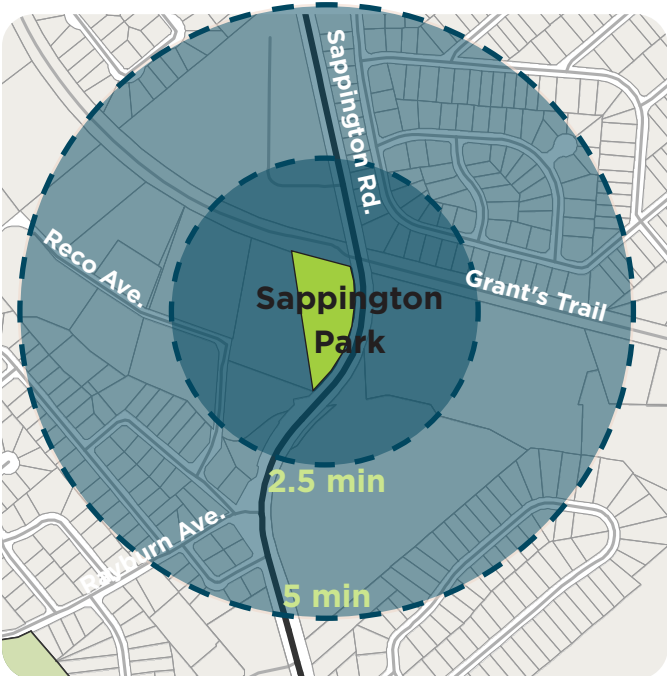 Sappington Rd.
Reco Ave.
Grant's Trail
Sappington
Park
2.5 min
Rayburn Ave.
5 min